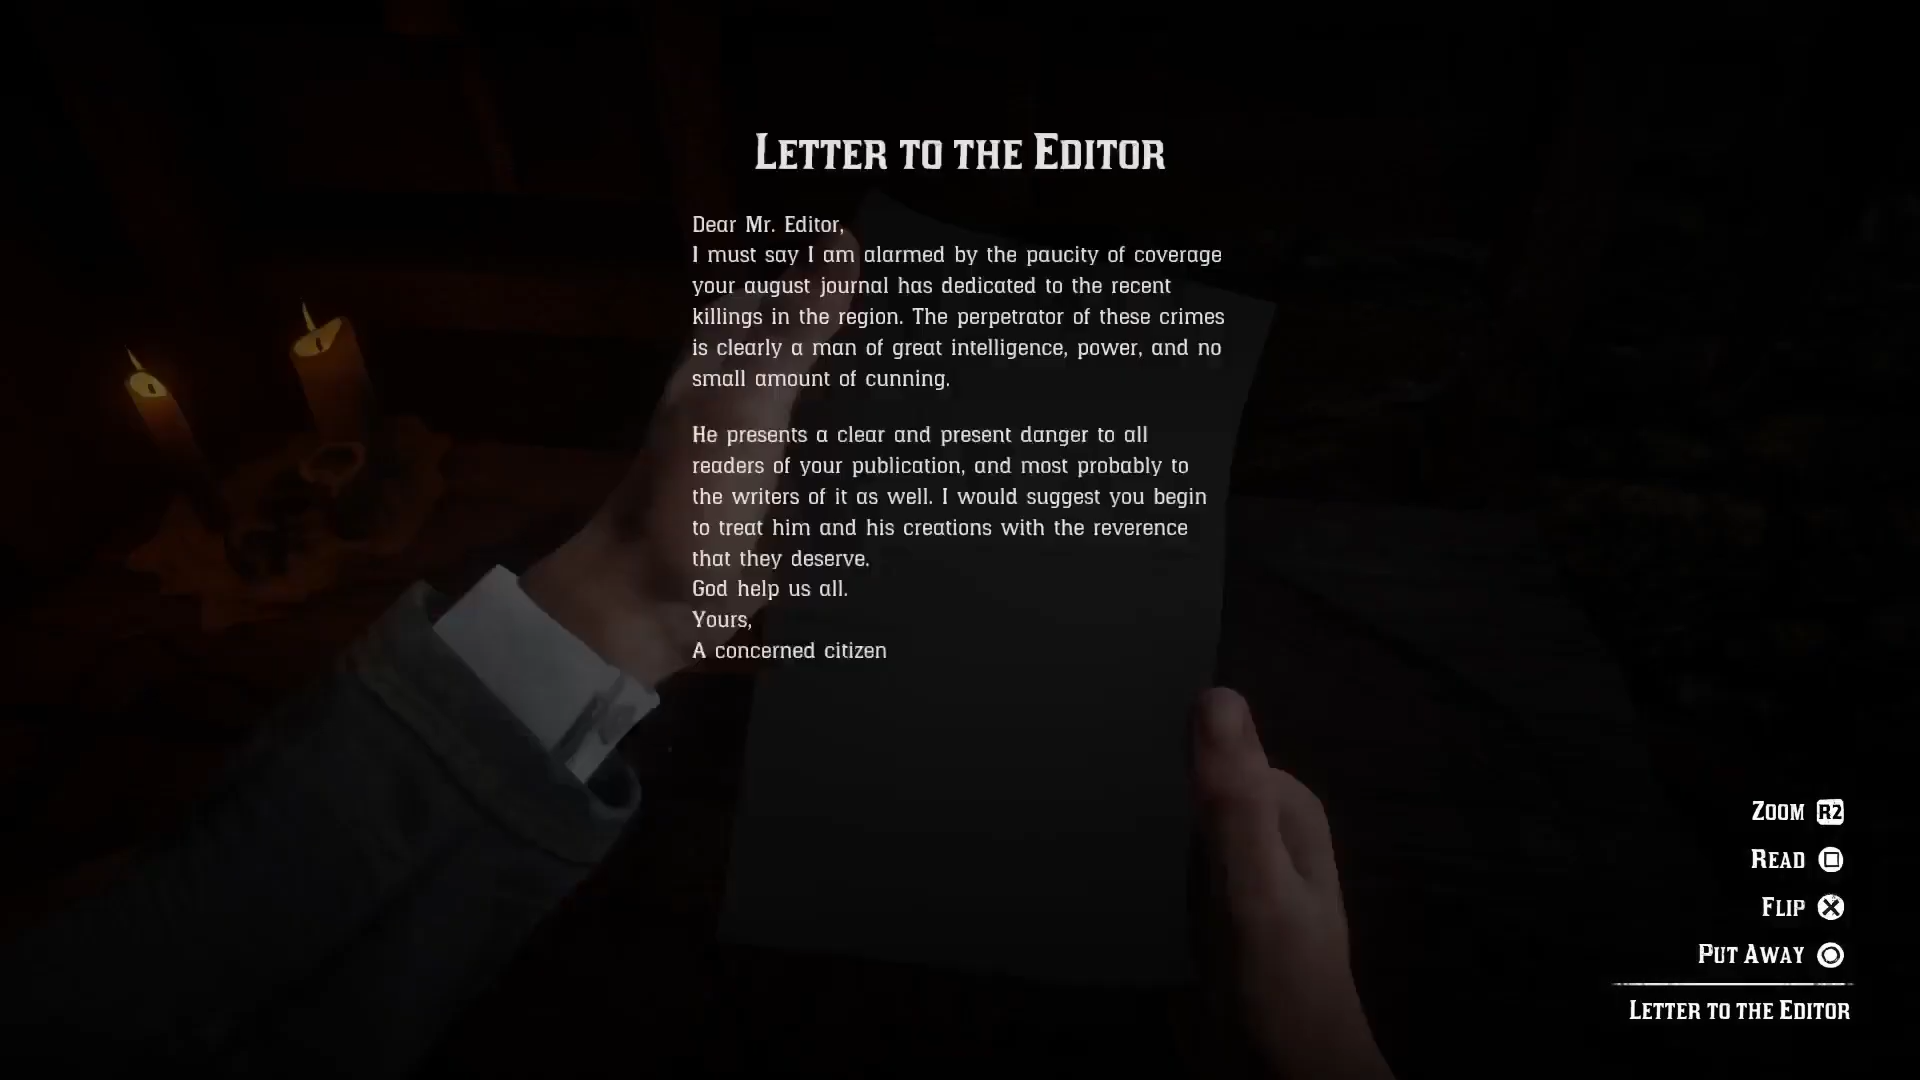 Letter to the Editor
Dear Mr. Editor,
I must say I am alarmed by the paucity of coverage
your august journal has dedicated to the recent
killings in the region. The perpetrator of these crimes
is clearly a man of great intelligence, power, and no
small amount of cunning.
He presents a clear and present danger to all
readers of your publication, and most probably to
the writers of it as well. I would suggest you begin
to treat him and his creations with the reverence
that they deserve.
God help us all.
Yours,
A concerned citizen
Zoom R2
Read
Flip
Put Away
Letter to the Editor